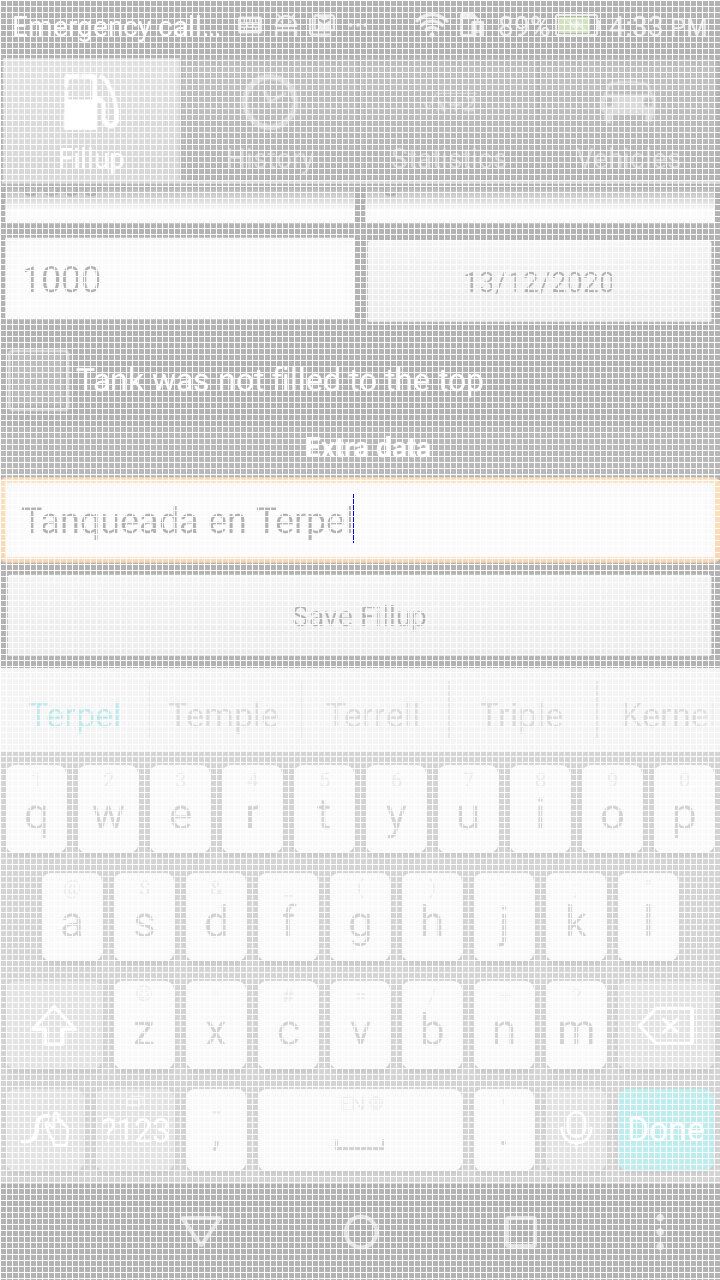 Emergency call... 89% 4:33 PM
Fillup History Statistics Vehicles
1000 13/12/2020
Tank was not filled to the top
Extra data
Tanqueada en Terpel
Save Fillup
Terpel Temple Terrell Triple Kerne
1 2 3 4 5 6 7 8 9 0
q w e r t y u i o p
@ $ & _ ( ) : ; "
a s d f g h j k l
z x c v b n m
?123 , EN . Done